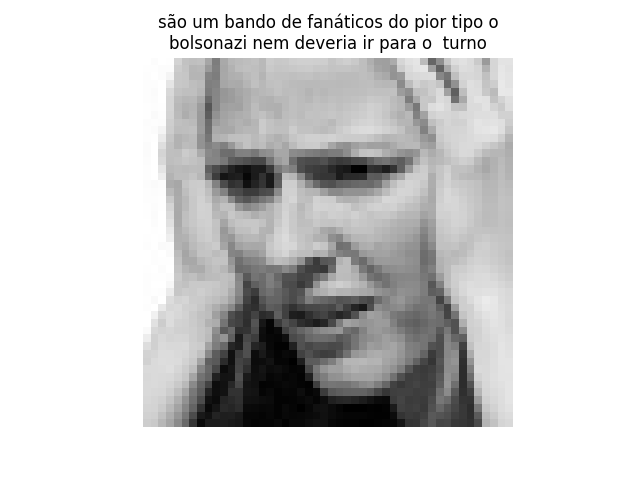 são um bando de fanáticos do pior tipo o
bolsonazi nem deveria ir para o  turno